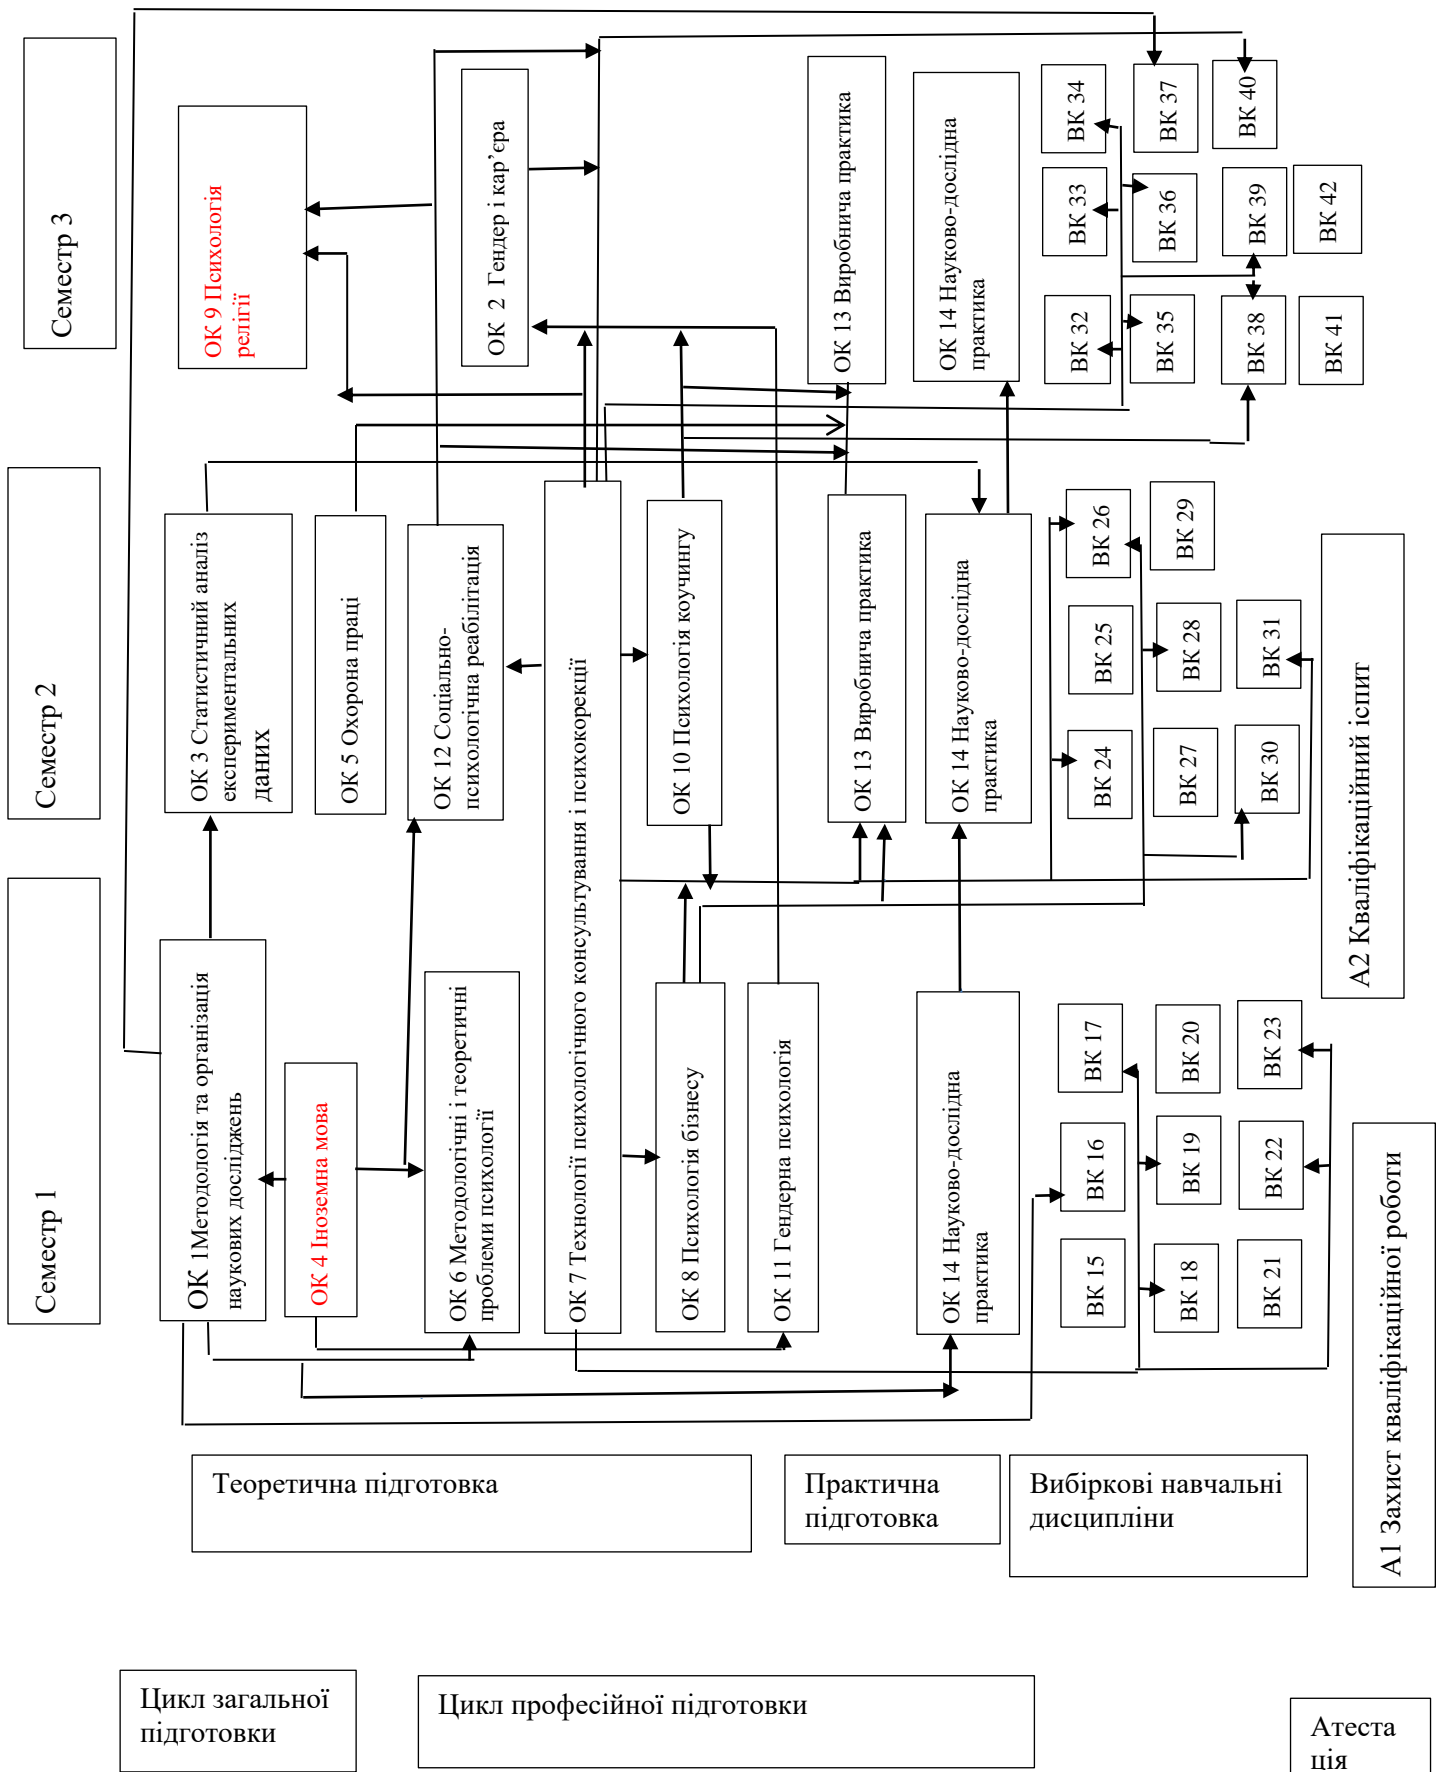 Семестр 1
Семестр 2
Семестр 3
ОК 1Методологія та організація
наукових досліджень
ОК 3 Статистичний аналіз
експериментальних
даних
ОК 9 Психологія
релігії
ОК 4 Іноземна мова
ОК 5 Охорона праці
ОК 6 Методологічні і теоретичні
проблеми психології
ОК 12 Соціально-
психологічна реабілітація
ОК 2 Гендер і кар’єра
ОК 7 Технології психологічного консультування і психокорекції
ОК 8 Психологія бізнесу
ОК 10 Психологія коучингу
ОК 11 Гендерна психологія
ОК 13 Виробнича практика
ОК 13 Виробнича практика
ОК 14 Науково-дослідна
практика
ОК 14 Науково-дослідна
практика
ОК 14 Науково-дослідна
практика
ВК 15
ВК 16
ВК 17
ВК 18
ВК 19
ВК 20
ВК 21
ВК 22
ВК 23
ВК 24
ВК 25
ВК 26
ВК 27
ВК 28
ВК 29
ВК 30
ВК 31
ВК 32
ВК 33
ВК 34
ВК 35
ВК 36
ВК 37
ВК 38
ВК 39
ВК 40
ВК 41
ВК 42
А1 Захист кваліфікаційної роботи
А2 Кваліфікаційний іспит
Теоретична підготовка
Практична
підготовка
Вибіркові навчальні
дисципліни
Цикл загальної
підготовки
Цикл професійної підготовки
Атеста
ція